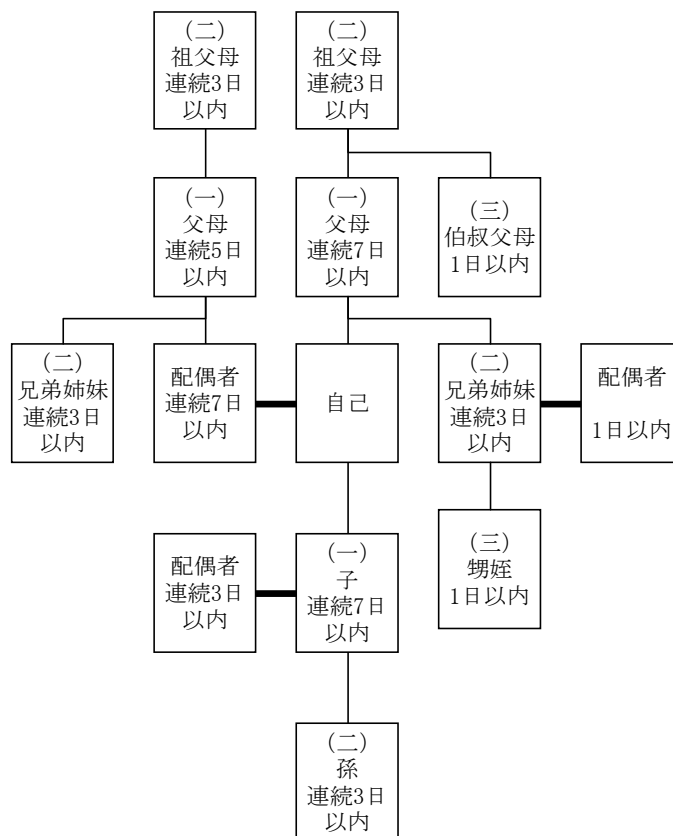 (二)
祖父母
連続3日
以内
(二)
祖父母
連続3日
以内
(一)
父母
連続5日
以内
(一)
父母
連続7日
以内
(三)
伯叔父母
1日以内
(二)
兄弟姉妹
連続3日
以内
配偶者
連続7日
以内
自己
(二)
兄弟姉妹
連続3日
以内
配偶者
1日以内
配偶者
連続3日
以内
(一)
子
連続7日
以内
(三)
甥姪
1日以内
(二)
孫
連続3日
以内